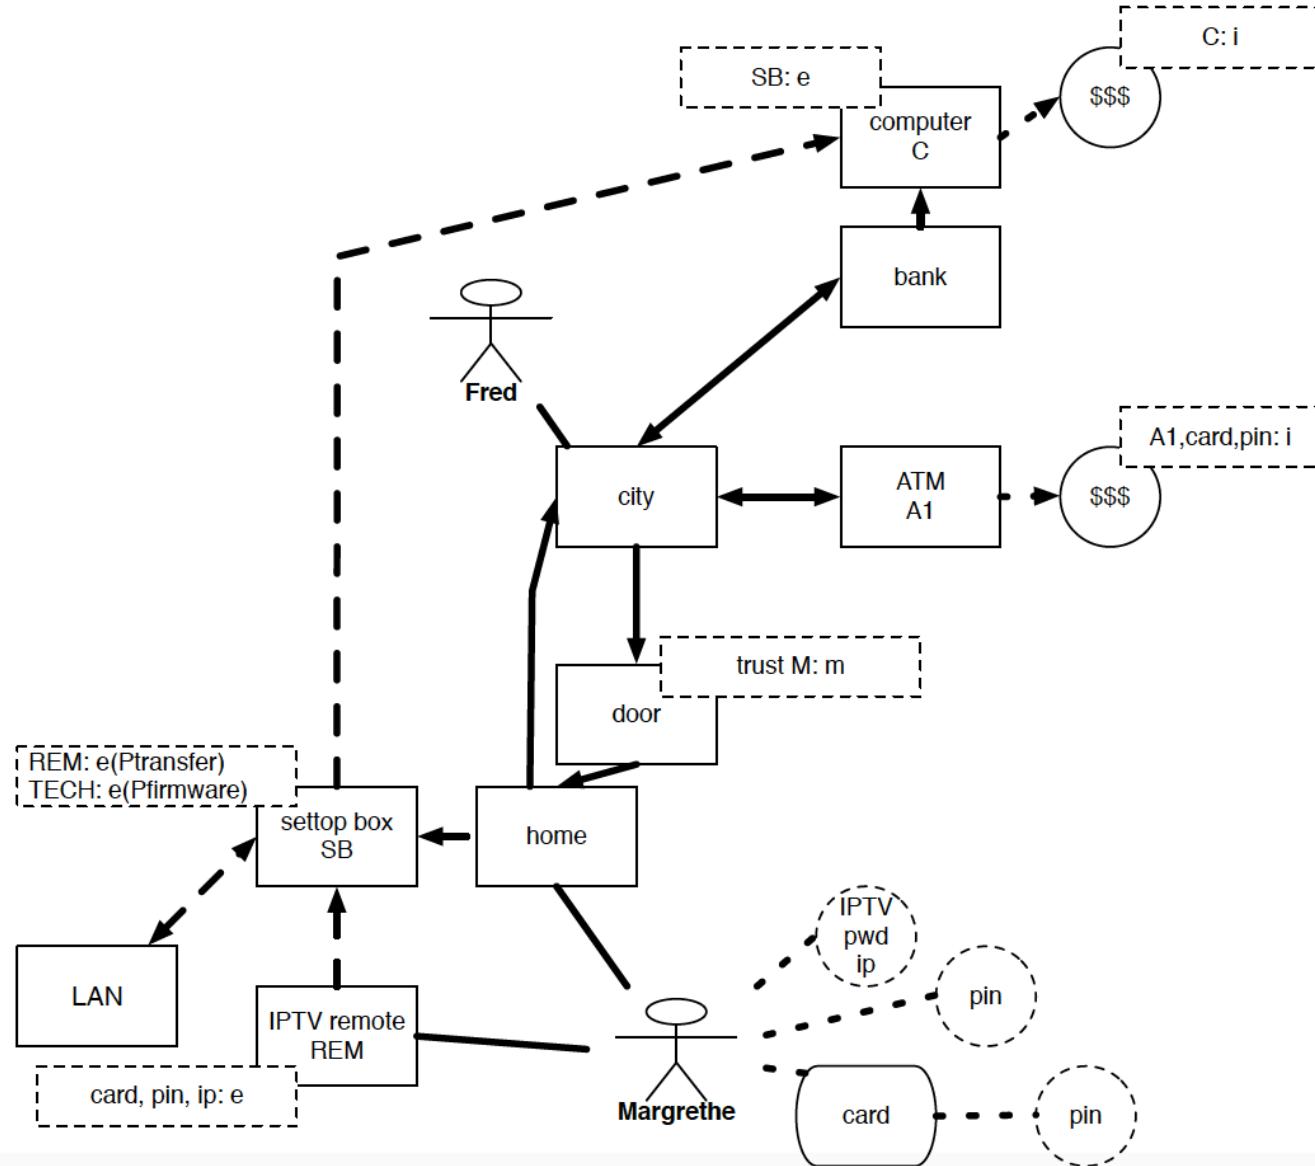 C: i
$$$
SB: e
computer
C
bank
Fred
A1,card,pin: i
$$$
city
ATM
A1
trust M: m
door
REM: e(Ptransfer)
TECH: e(Pfirmware)
settop box
SB
home
LAN
IPTV remote
REM
card, pin, ip: e
IPTV
pwd
ip
pin
Margrethe
card
pin